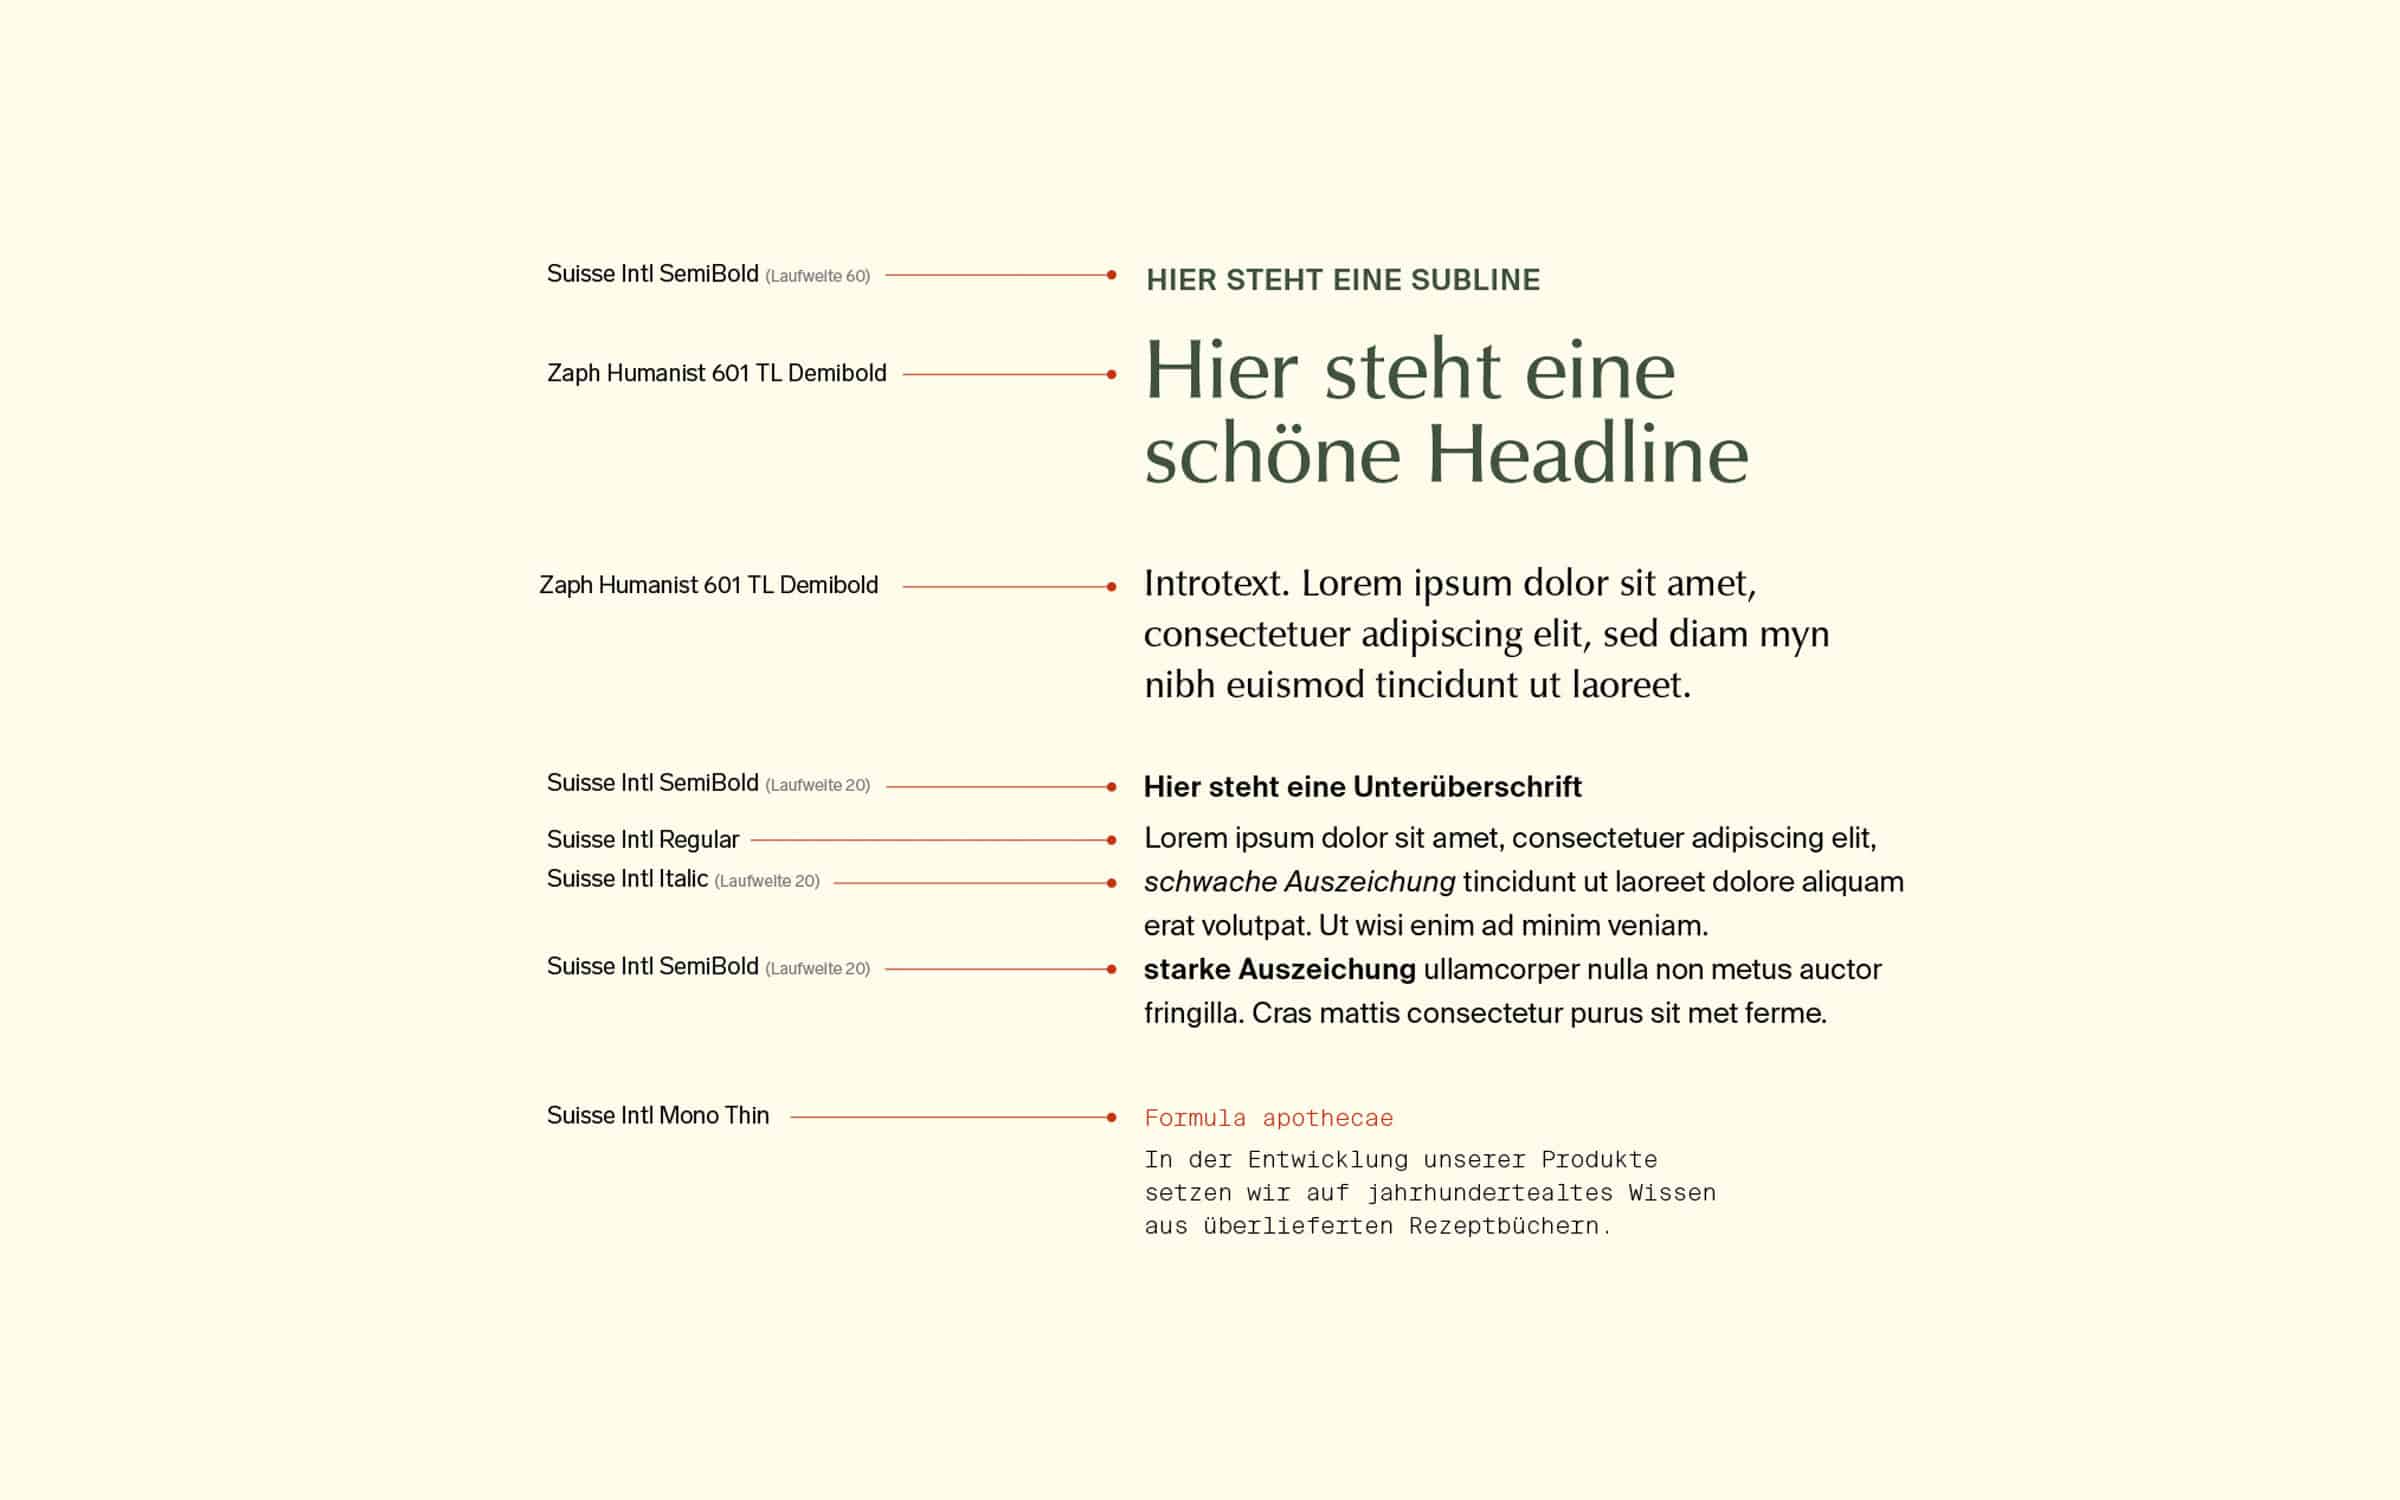 Suisse Intl SemiBold (Laufweite 60)
HIER STEHT EINE SUBLINE
Zaph Humanist 601 TL Demibold
Hier steht eine
schöne Headline
Zaph Humanist 601 TL Demibold
Introtext. Lorem ipsum dolor sit amet,
consectetuer adipiscing elit, sed diam myn
nibh euismod tincidunt ut laoreet.
Suisse Intl SemiBold (Laufweite 20)
Hier steht eine Unterüberschrift
Suisse Intl Regular
Lorem ipsum dolor sit amet, consectetuer adipiscing elit,
Suisse Intl Italic (Laufweite 20)
schwache Auszeichung tincidunt ut laoreet dolore aliquam
erat volutpat. Ut wisi enim ad minim veniam.
Suisse Intl SemiBold (Laufweite 20)
starke Auszeichung ullamcorper nulla non metus auctor
fringilla. Cras mattis consectetur purus sit met ferme.
Suisse Intl Mono Thin
Formula apothecae
In der Entwicklung unserer Produkte
setzen wir auf jahrhundertealtes Wissen
aus überlieferten Rezeptbüchern.